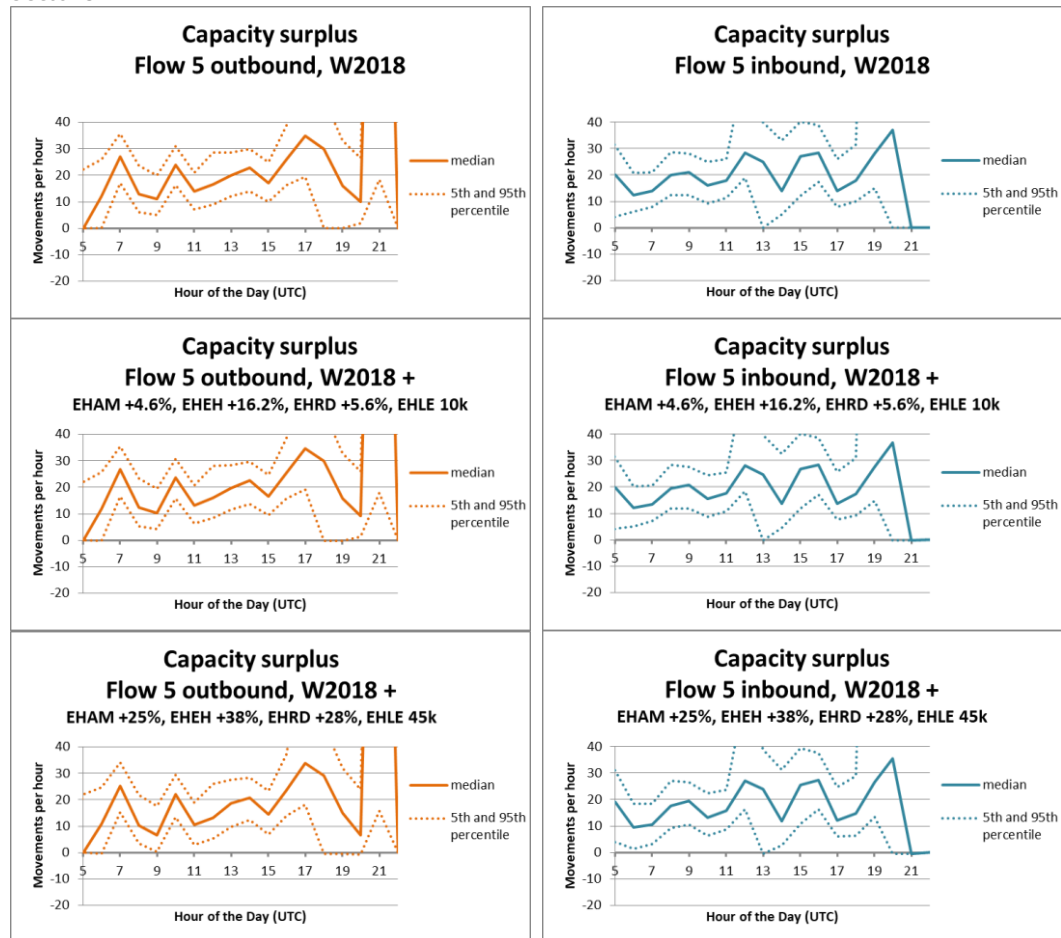 Capacity surplus
Flow 5 outbound, W2018
Movements per hour
40
30
20
10
0
-10
-20
5 7 9 11 13 15 17 19 21
Hour of the Day (UTC)
median
5th and 95th
percentile
Capacity surplus
Flow 5 inbound, W2018
Movements per hour
40
30
20
10
0
-10
-20
5 7 9 11 13 15 17 19 21
Hour of the Day (UTC)
median
5th and 95th
percentile
Capacity surplus
Flow 5 outbound, W2018 +
EHAM +4.6%, EHEH +16.2%, EHRD +5.6%, EHLE 10k
Movements per hour
40
30
20
10
0
-10
-20
5 7 9 11 13 15 17 19 21
Hour of the Day (UTC)
median
5th and 95th
percentile
Capacity surplus
Flow 5 inbound, W2018 +
EHAM +4.6%, EHEH +16.2%, EHRD +5.6%, EHLE 10k
Movements per hour
40
30
20
10
0
-10
-20
5 7 9 11 13 15 17 19 21
Hour of the Day (UTC)
median
5th and 95th
percentile
Capacity surplus
Flow 5 outbound, W2018 +
EHAM +25%, EHEH +38%, EHRD +28%, EHLE 45k
Movements per hour
40
30
20
10
0
-10
-20
5 7 9 11 13 15 17 19 21
Hour of the Day (UTC)
median
5th and 95th
percentile
Capacity surplus
Flow 5 inbound, W2018 +
EHAM +25%, EHEH +38%, EHRD +28%, EHLE 45k
Movements per hour
40
30
20
10
0
-10
-20
5 7 9 11 13 15 17 19 21
Hour of the Day (UTC)
median
5th and 95th
percentile